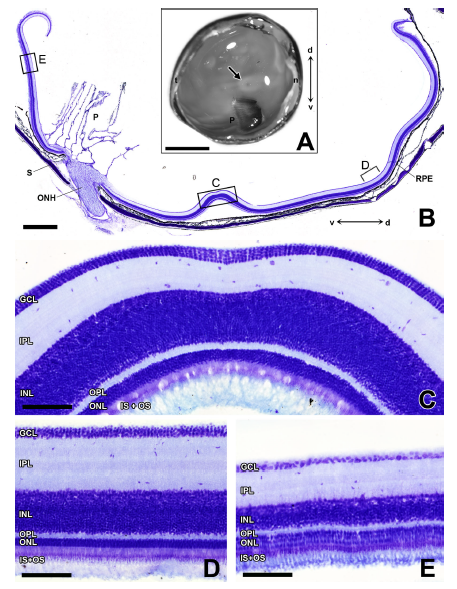 E
P
S
ONH
t
d
n
v
P
A
C
D
RPE
v d
B
GCL
IPL
INL
OPL
ONL
IS + OS
C
GCL
IPL
INL
OPL
ONL
IS+OS
D
GCL
IPL
INL
OPL
ONL
IS+OS
E